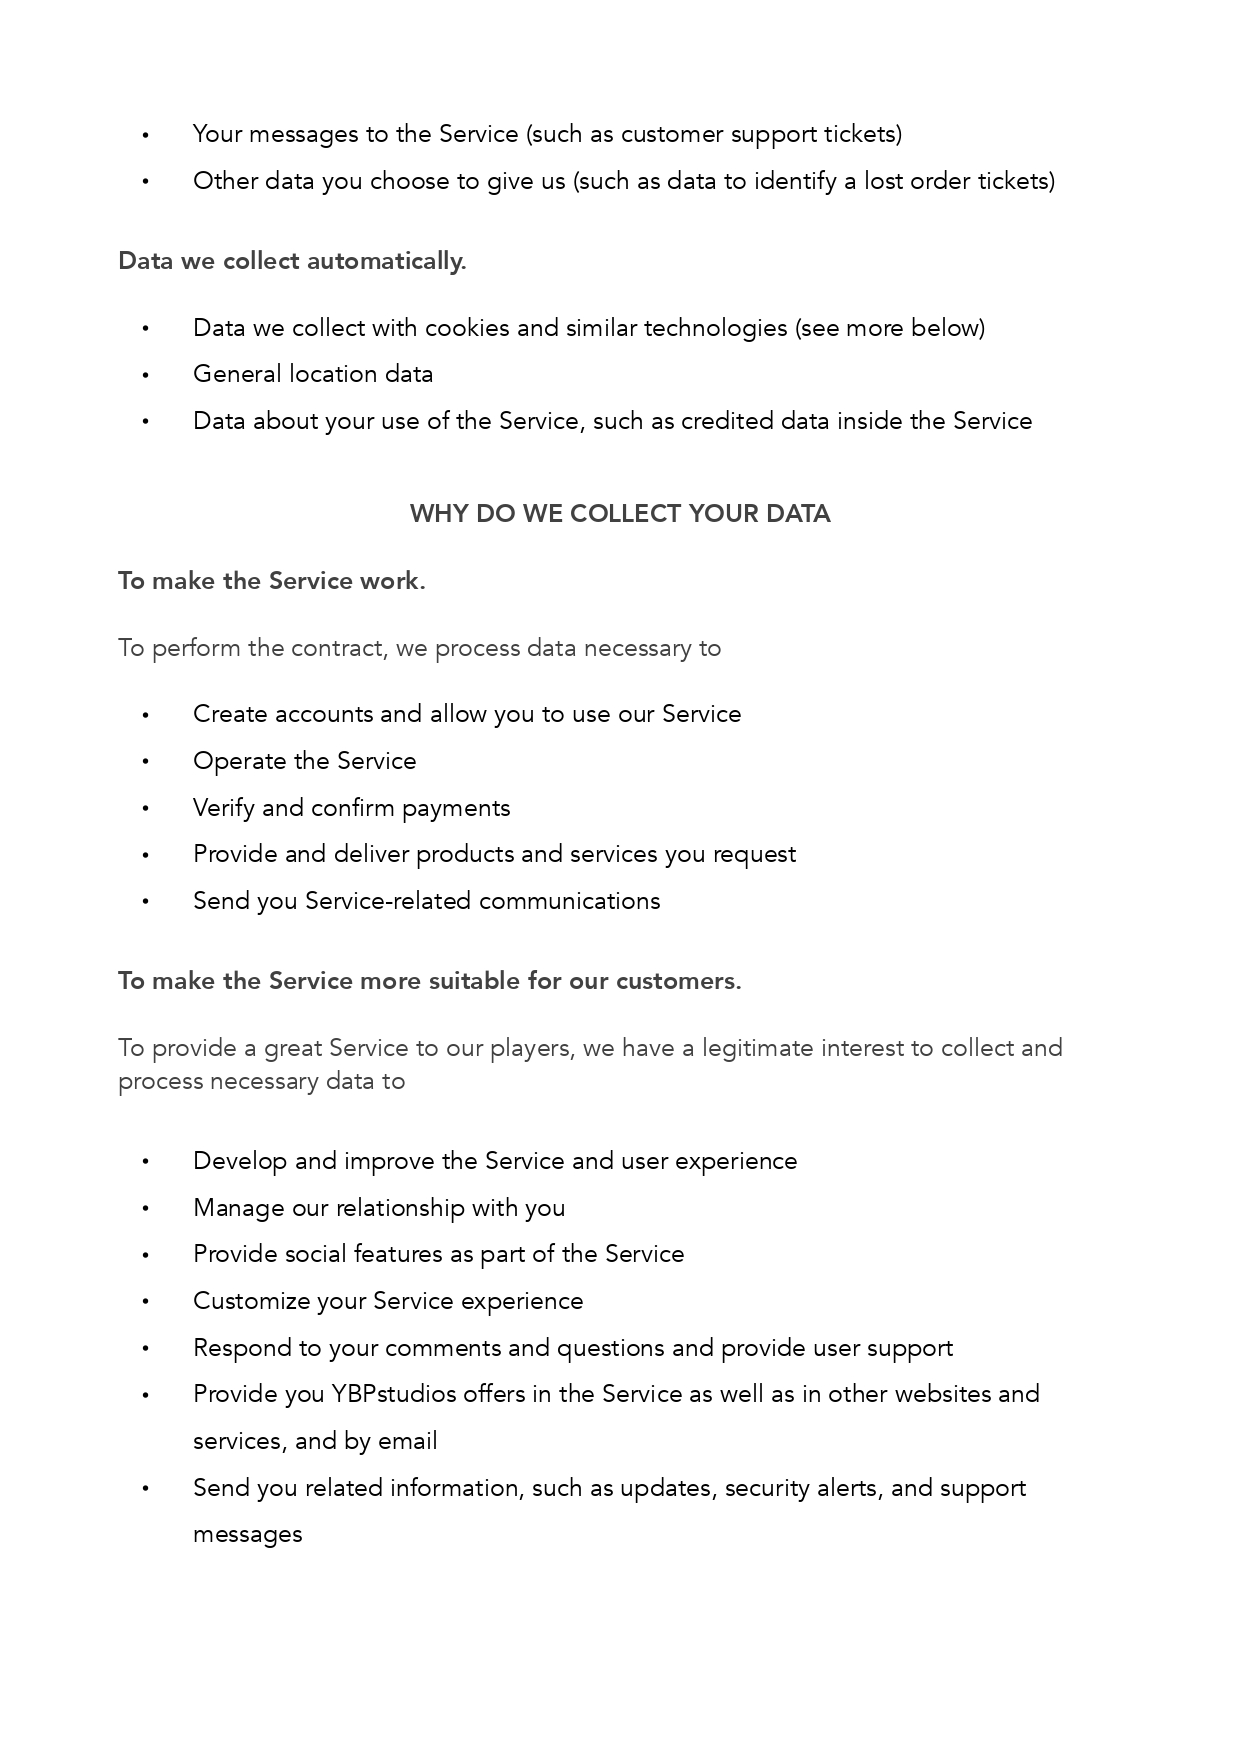 • Your messages to the Service (such as customer support tickets)
• Other data you choose to give us (such as data to identify a lost order tickets)
Data we collect automatically.
• Data we collect with cookies and similar technologies (see more below)
• General location data
• Data about your use of the Service, such as credited data inside the Service
WHY DO WE COLLECT YOUR DATA
To make the Service work.
To perform the contract, we process data necessary to
• Create accounts and allow you to use our Service
• Operate the Service
• Verify and confirm payments
• Provide and deliver products and services you request
• Send you Service-related communications
To make the Service more suitable for our customers.
To provide a great Service to our players, we have a legitimate interest to collect and
process necessary data to
• Develop and improve the Service and user experience
• Manage our relationship with you
• Provide social features as part of the Service
• Customize your Service experience
• Respond to your comments and questions and provide user support
• Provide you YBPstudios offers in the Service as well as in other websites and
services, and by email
• Send you related information, such as updates, security alerts, and support
messages